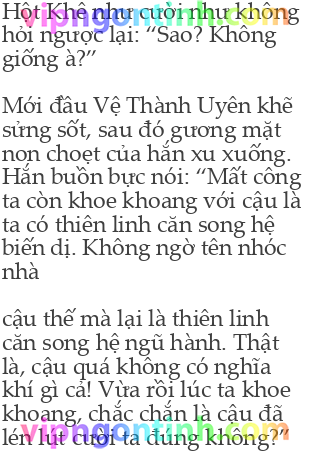 Hột Khê như cười như không
hỏi ngược lại: “Sao? Không
giống à?”
Mới đầu Vệ Thành Uyên khẽ
sửng sốt, sau đó gương mặt
non choẹt của hắn xu xuống.
Hắn buồn bực nói: “Mất công
ta còn khoe khoang với cậu là
ta có thiên linh căn song hệ
biến dị. Không ngờ tên nhóc
nhà
cậu thế mà lại là thiên linh
căn song hệ ngũ hành. Thật
là, cậu quá không có nghĩa
khí gì cả! Vừa rồi lúc ta khoe
khoang, chắc chắn là cậu đã
lén lút cười ta đúng không?”
vipngontinh.com
vipngontinh.com